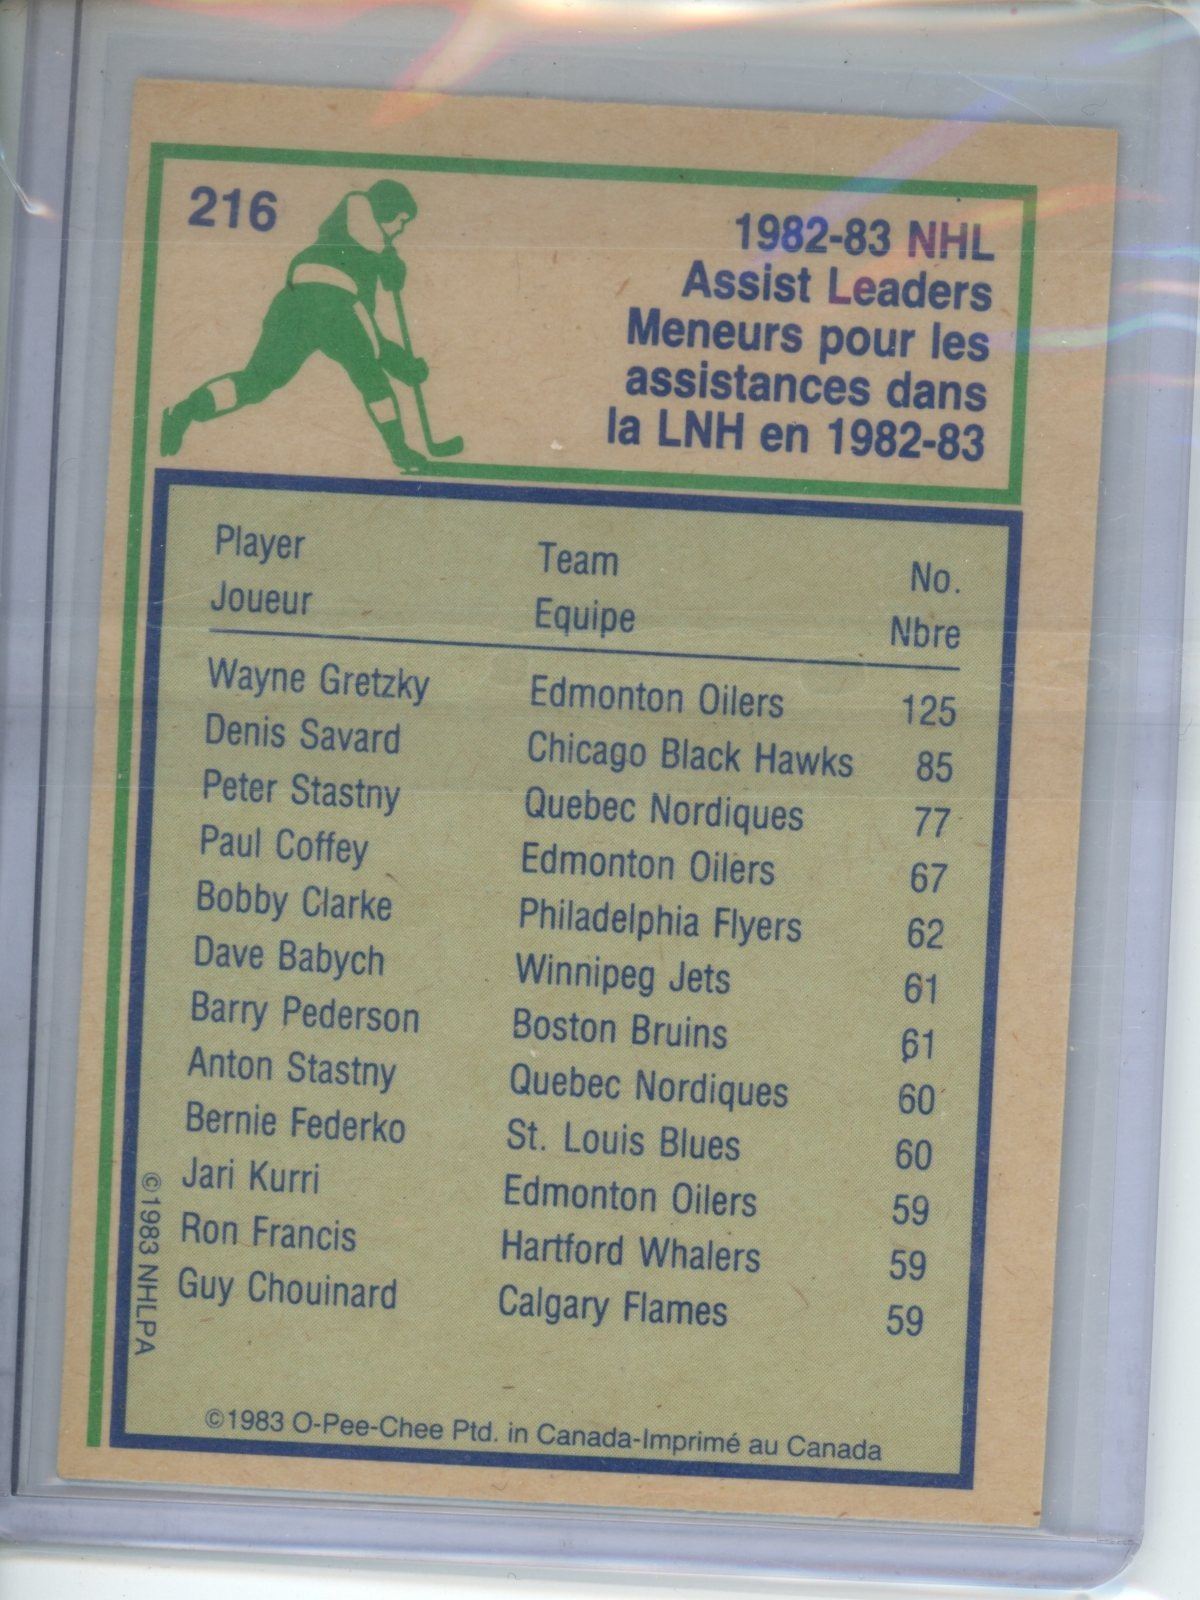 216
1982-83 NHL
Assist Leaders
Meneurs pour les
assistances dans
la LNH en 1982-83
Player Team No.
Joueur Equipe Nbre
Wayne Gretzky Edmonton Oilers 125
Denis Savard Chicago Black Hawks 85
Peter Stastny Quebec Nordiques 77
Paul Coffey Edmonton Oilers 67
Bobby Clarke Philadelphia Flyers 62
Dave Babych Winnipeg Jets 61
Barry Pederson Boston Bruins 61
Anton Stastny Quebec Nordiques 60
Bernie Federko St. Louis Blues 60
Jari Kurri Edmonton Oilers 59
Ron Francis Hartford Whalers 59
Guy Chouinard Calgary Flames 59
©1983 NHLPA
©1983 O-Pee-Chee Ptd. in Canada-Imprimé au Canada